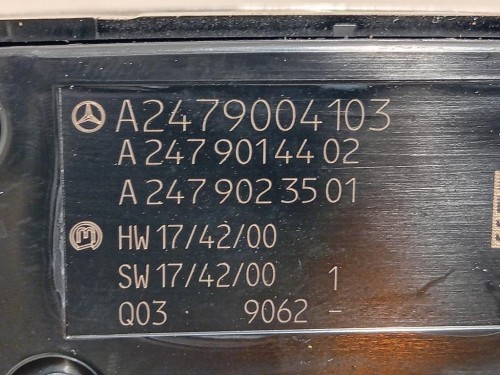 A2479004103
A 247 901 44 02
A 247 902 35 01
HW 17/42/00
SW 17/42/00 1
Q03 9062 -